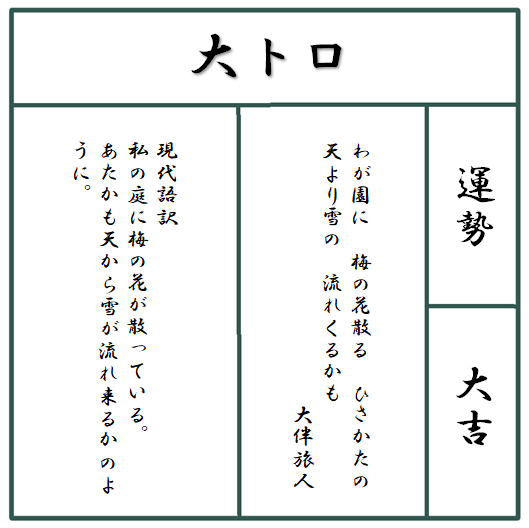 大トロ
運勢
大吉
わが園に　梅の花散る　ひさかたの
天より雪の　流れくるかも
大伴旅人
現代語訳
私の庭に梅の花が散っている。
あたかも天から雪が流れ来るかのよ
うに。